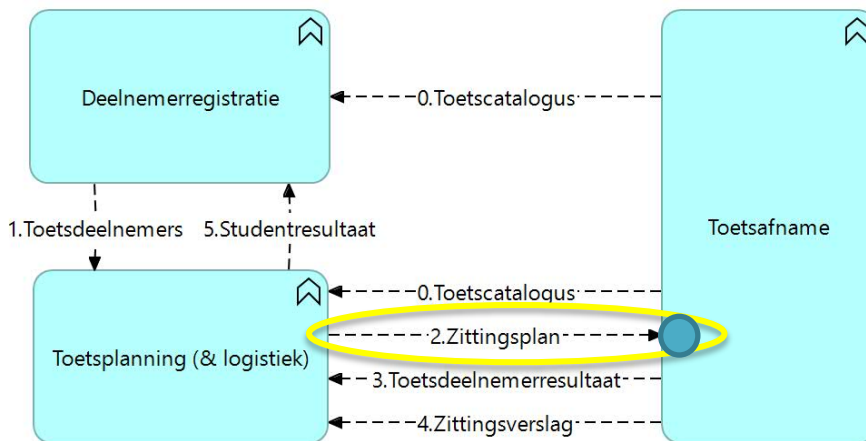 Deelnemerregistratie
0.Toetscatalogus
1.Toetsdeelnemers
5.Studentresultaat
Toetsafname
0.Toetscatalogus
2.Zittingsplan
Toetsplanning (& logistiek)
3.Toetsdeelnemerresultaat
4.Zittingsverslag